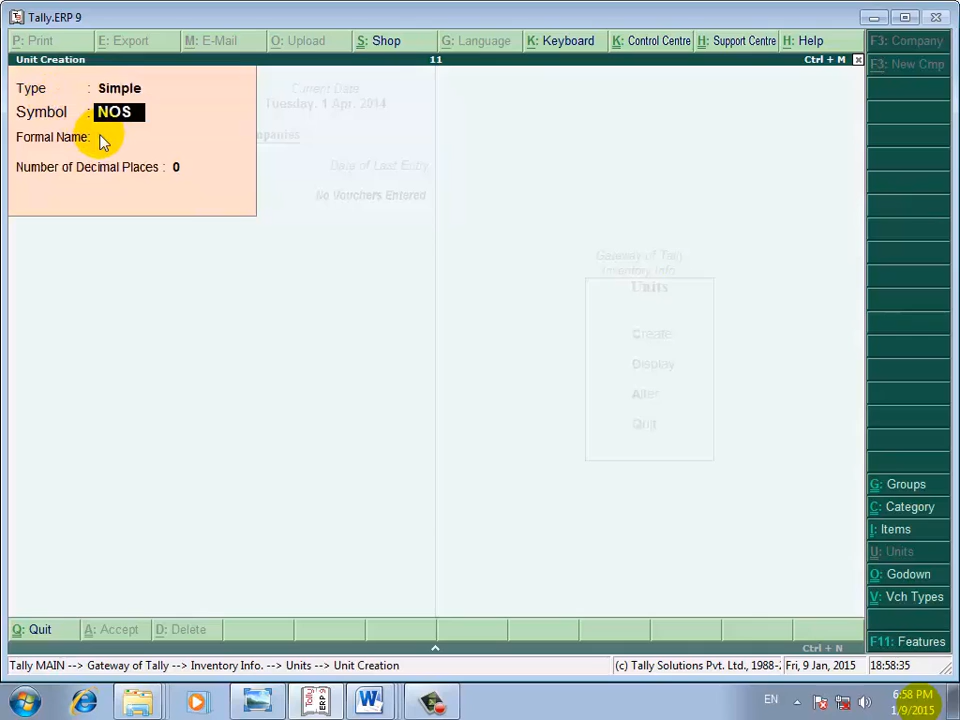 Tally.ERP 9
P: Print
E: Export
M: E-Mail
O: Upload
S: Shop
G: Language
K: Keyboard
K: Control Centre
H: Support Centre
H: Help
F3: Company
F3: New Cmp
Unit Creation
11
Ctrl + M
Type : Simple
Symbol : NOS
Formal Name:
Number of Decimal Places : 0
Current Date
Tuesday, 1 Apr, 2014
Date of Last Entry
No Vouchers Entered
Gateway of Tally
Inventory Info.
Units
Create
Display
Alter
Quit
G: Groups
C: Category
I: Items
U: Units
O: Godown
V: Vch Types
F11: Features
Q: Quit
A: Accept
D: Delete
Ctrl + N
Tally MAIN --> Gateway of Tally --> Inventory Info. --> Units --> Unit Creation
(c) Tally Solutions Pvt. Ltd., 1988-
Fri, 9 Jan, 2015
18:58:35
EN
6:58 PM
1/9/2015